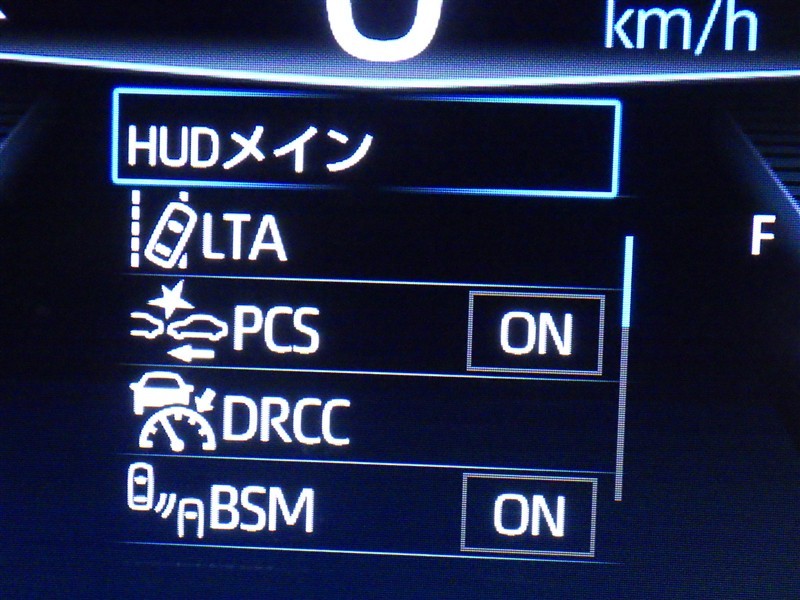 km/h
HUDメイン
LTA
F
PCS ON
DRCC
BSM ON